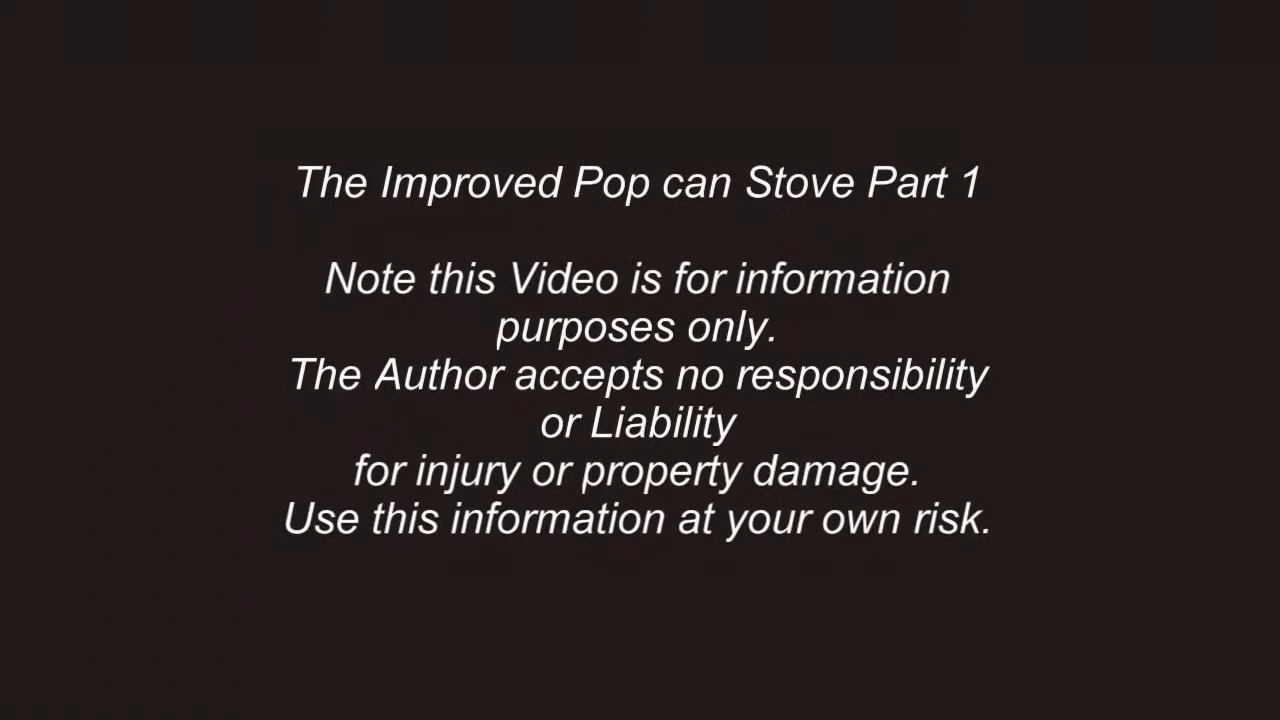 The Improved Pop can Stove Part 1
Note this Video is for information
purposes only.
The Author accepts no responsibility
or Liability
for injury or property damage.
Use this information at your own risk.